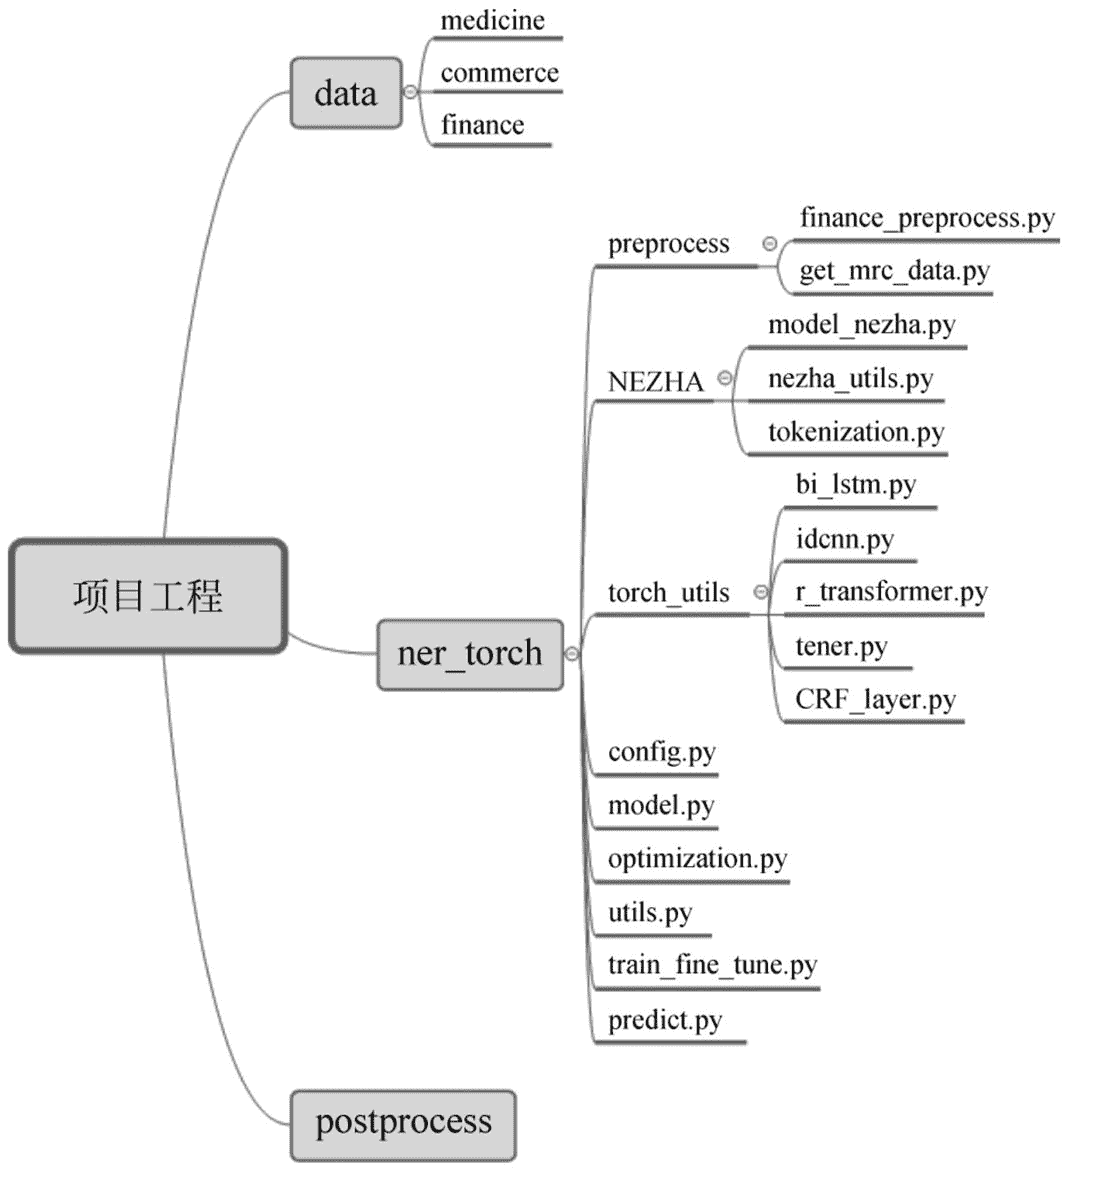 项目工程
data
medicine
commerce
finance
ner_torch
preprocess
finance_preprocess.py
get_mrc_data.py
NEZHA
model_nezha.py
nezha_utils.py
tokenization.py
torch_utils
bi_lstm.py
idcnn.py
r_transformer.py
tener.py
CRF_layer.py
config.py
model.py
optimization.py
utils.py
train_fine_tune.py
predict.py
postprocess